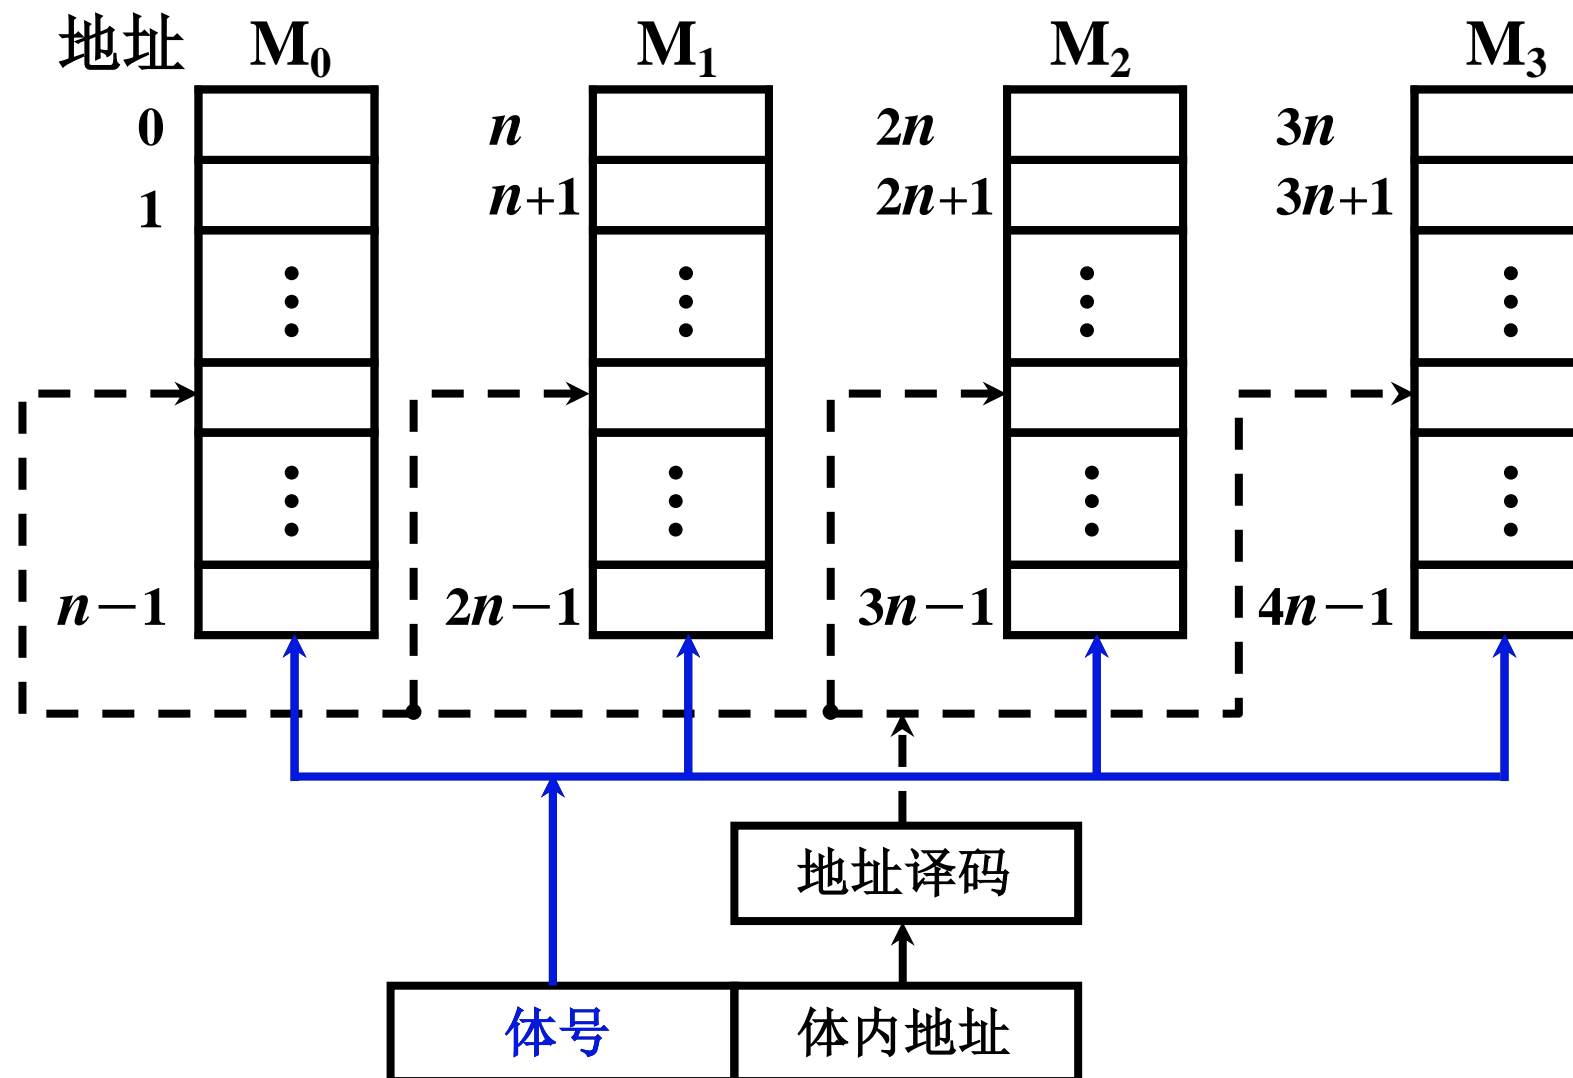 地址 M₀ M₁ M₂ M₃
0 n 2n 3n
1 n+1 2n+1 3n+1
n−1 2n−1 3n−1 4n−1
地址译码
体号 体内地址